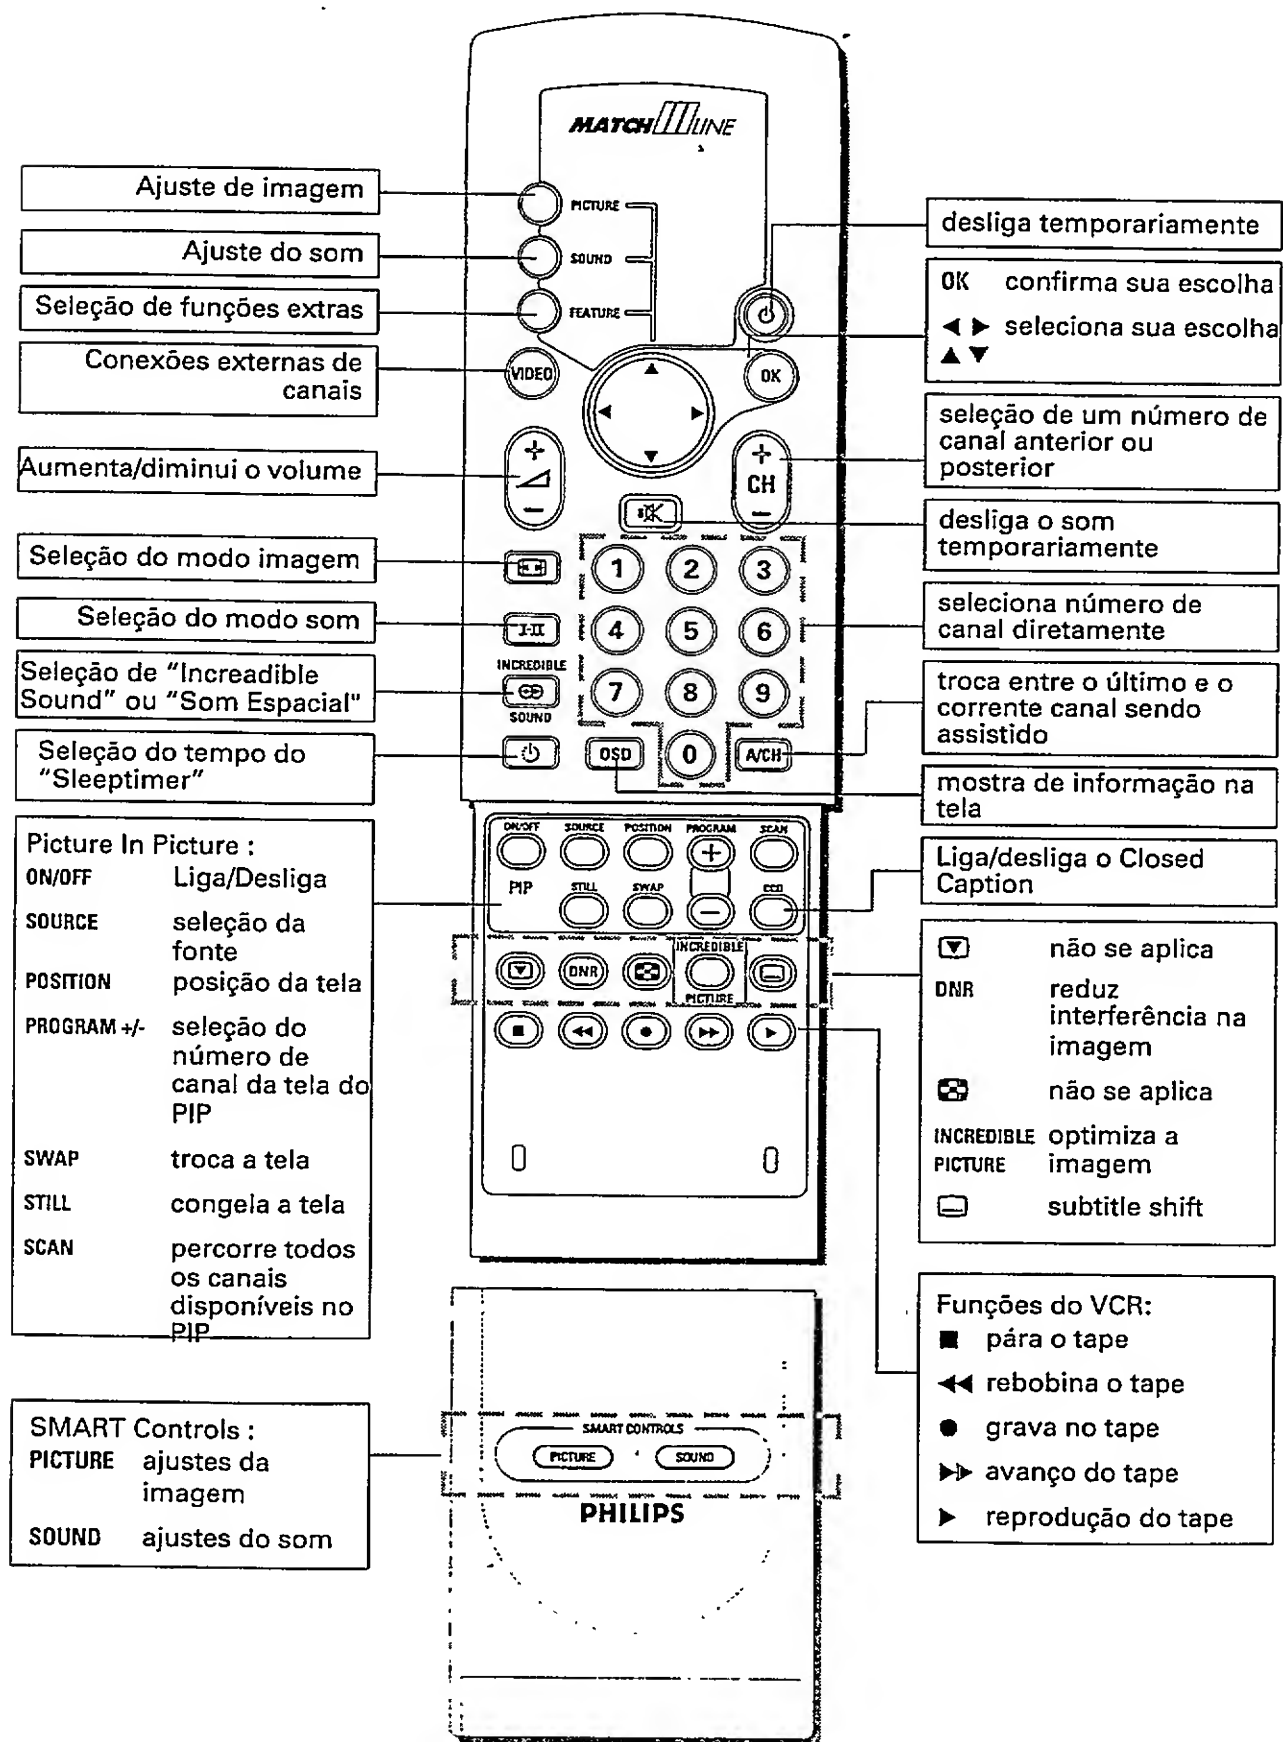 MATCH LINE
Ajuste de imagem
Ajuste do som
Seleção de funções extras
Conexões externas de
canais
Aumenta/diminui o volume
Seleção do modo imagem
Seleção do modo som
Seleção de "Increadible
Sound" ou "Som Espacial"
Seleção do tempo do
"Sleeptimer"
Picture In Picture :
ON/OFF Liga/Desliga
SOURCE seleção da
fonte
POSITION posição da tela
PROGRAM +/- seleção do
número de
canal da tela do
PIP
SWAP troca a tela
STILL congela a tela
SCAN percorre todos
os canais
disponíveis no
PIP
SMART Controls :
PICTURE ajustes da
imagem
SOUND ajustes do som
PICTURE
SOUND
FEATURE
VIDEO
OK
+
CH
-
+
-
1 2 3
4 5 6
I-II
INCREDIBLE
7 8 9
SOUND
OSD 0 A/CH
ON/OFF SOURCE POSITION PROGRAM SCAN
+
PIP STILL SWAP CCD
-
INCREDIBLE
DNR
PICTURE
SMART CONTROLS
PICTURE SOUND
PHILIPS
desliga temporariamente
OK confirma sua escolha
◀ ▶ seleciona sua escolha
▲ ▼
seleção de um número de
canal anterior ou
posterior
desliga o som
temporariamente
seleciona número de
canal diretamente
troca entre o último e o
corrente canal sendo
assistido
mostra de informação na
tela
Liga/desliga o Closed
Caption
não se aplica
DNR reduz
interferência na
imagem
não se aplica
INCREDIBLE optimiza a
PICTURE imagem
subtitle shift
Funções do VCR:
■ pára o tape
◀◀ rebobina o tape
● grava no tape
▶▶ avanço do tape
▶ reprodução do tape